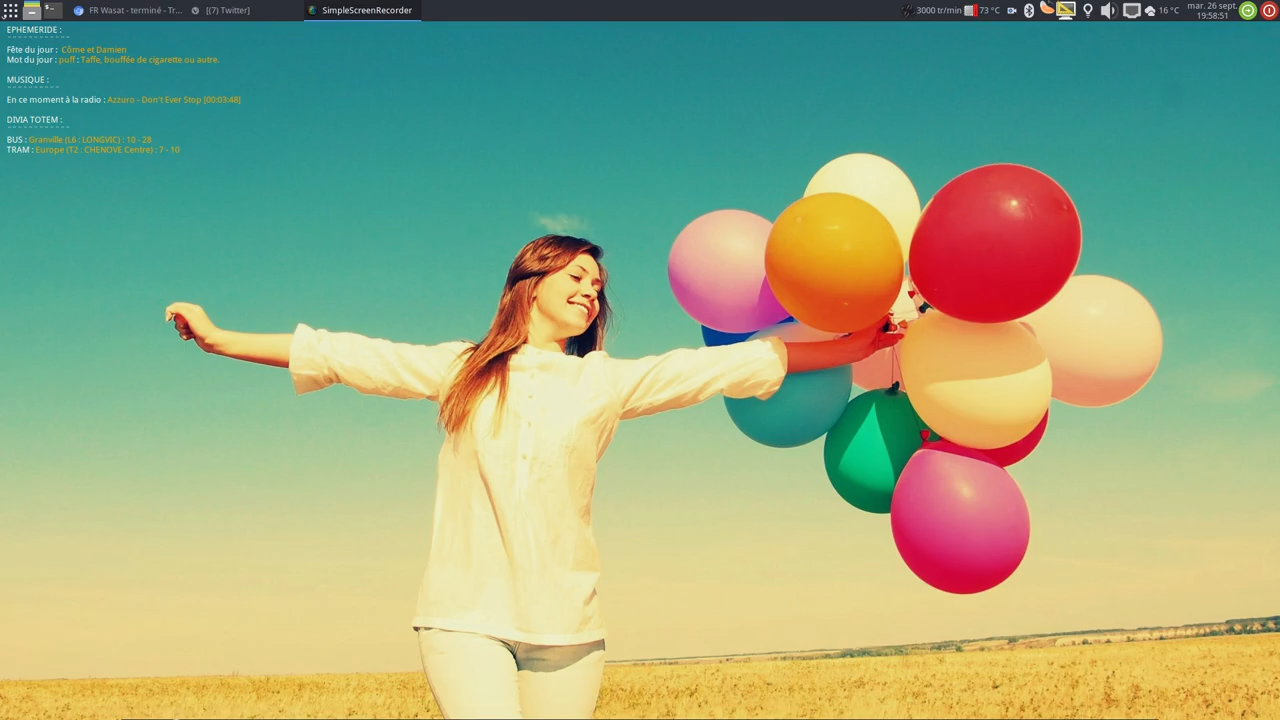 FR Wasat - terminé - Tr...
[(7) Twitter]
SimpleScreenRecorder
3000 tr/min
73 °C
16 °C
mar. 26 sept.
19:58:51
EPHEMERIDE :
Fête du jour : Côme et Damien
Mot du jour : puff : Taffe, bouffée de cigarette ou autre.
MUSIQUE :
En ce moment à la radio : Azzuro - Don't Ever Stop [00:03:48]
DIVIA TOTEM :
BUS : Granville (L6 : LONGVIC) : 10 - 28
TRAM : Europe (T2 : CHENOVE Centre) : 7 - 10